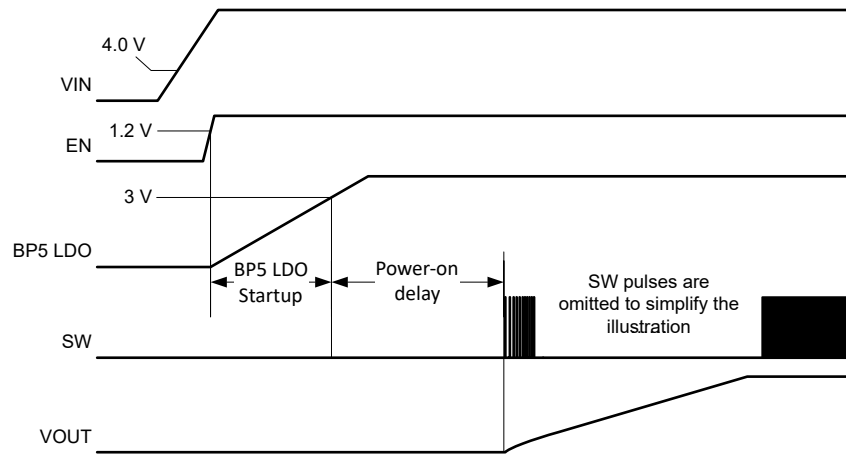 4.0 V
VIN
1.2 V
EN
3 V
BP5 LDO
BP5 LDO
Startup
Power-on
delay
SW pulses are
omitted to simplify the
illustration
SW
VOUT